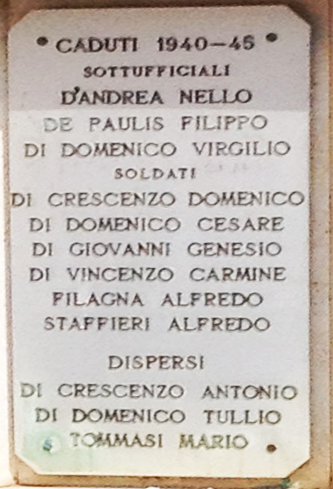 CADUTI 1940-45
SOTTUFFICIALI
D'ANDREA NELLO
DE PAULIS FILIPPO
DI DOMENICO VIRGILIO
SOLDATI
DI CRESCENZO DOMENICO
DI DOMENICO CESARE
DI GIOVANNI GENESIO
DI VINCENZO CARMINE
FILAGNA ALFREDO
STAFFIERI ALFREDO
DISPERSI
DI CRESCENZO ANTONIO
DI DOMENICO TULLIO
TOMMASI MARIO